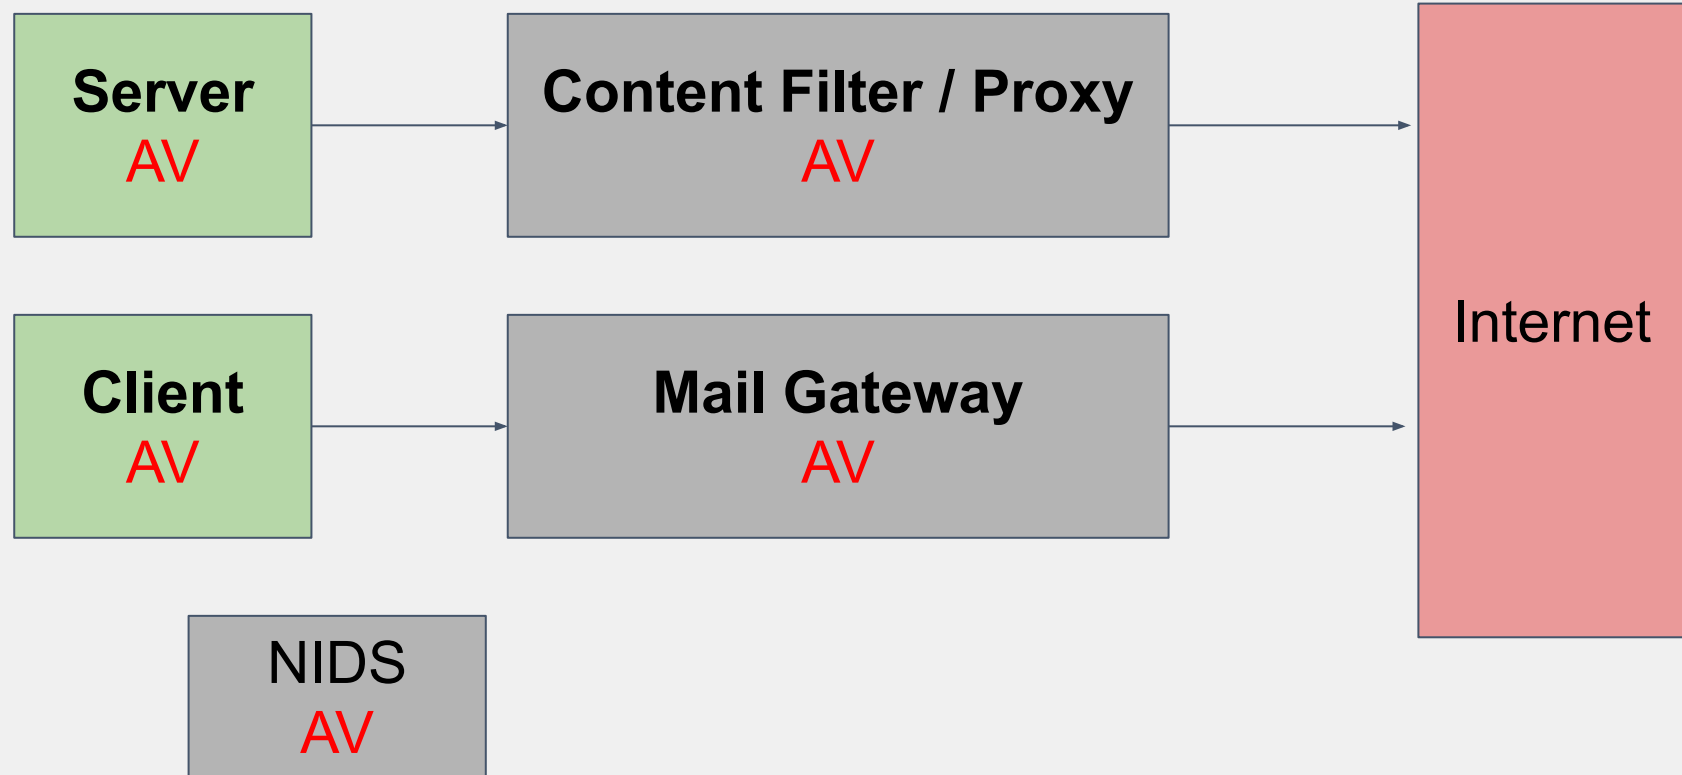 Server
AV
Content Filter / Proxy
AV
Internet
Client
AV
Mail Gateway
AV
NIDS
AV